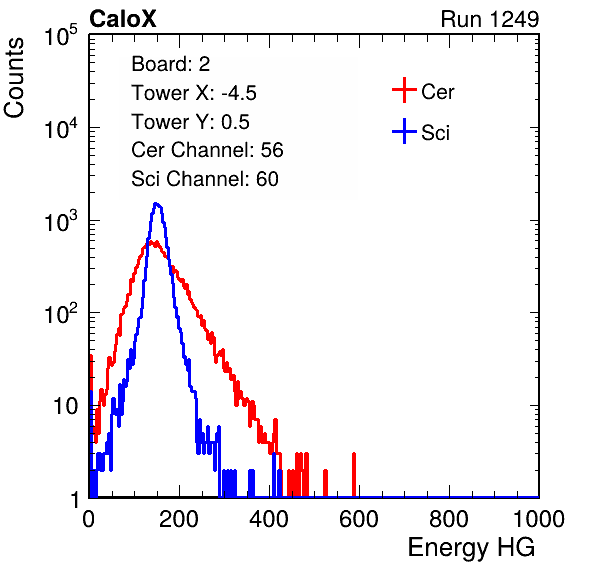 CaloX Run 1249
Counts
Board: 2
Tower X: -4.5
Tower Y: 0.5
Cer Channel: 56
Sci Channel: 60
Cer
Sci
10^5
10^4
10^3
10^2
10
1
0 200 400 600 800 1000
Energy HG